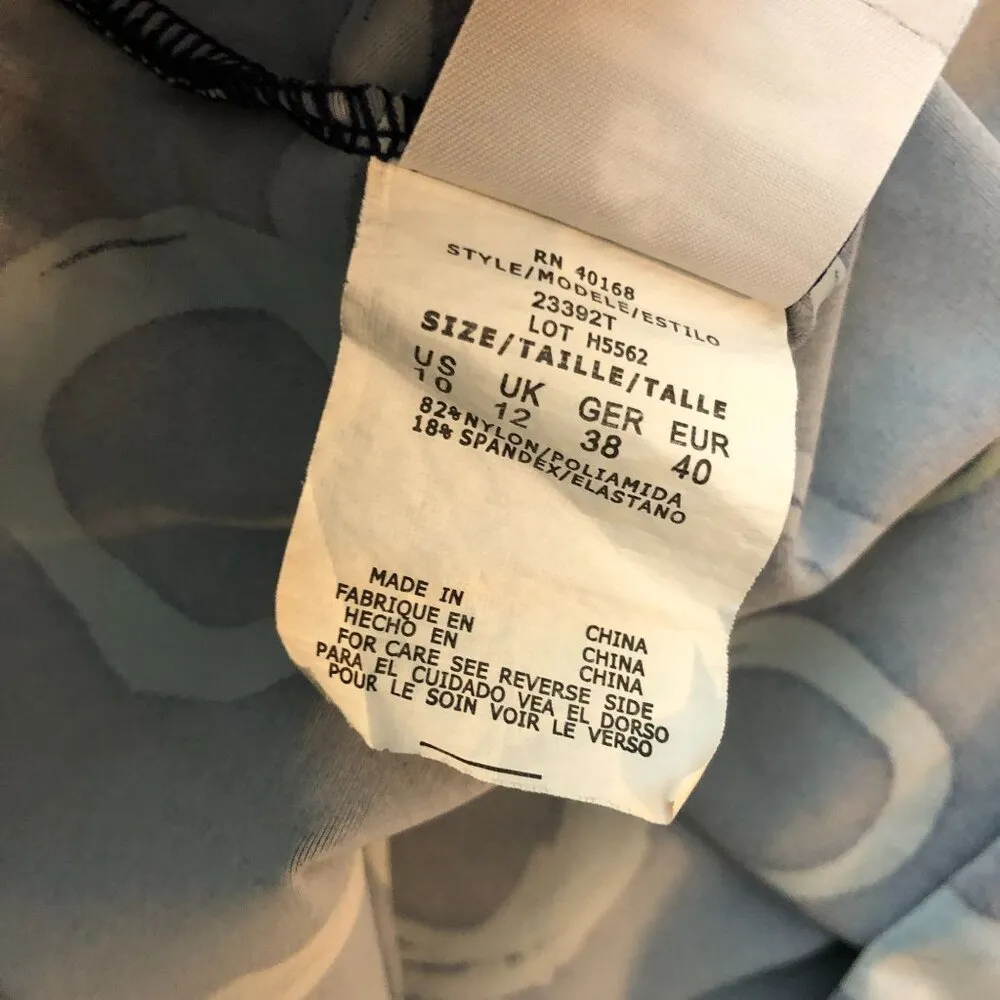 RN 40168
STYLE/MODELE/ESTILO
23392T
LOT H5562
SIZE/TAILLE/TALLE
US UK GER EUR
10 12 38 40
82% NYLON/POLIAMIDA
18% SPANDEX/ELASTANO
MADE IN CHINA
FABRIQUE EN CHINA
HECHO EN CHINA
FOR CARE SEE REVERSE SIDE
PARA EL CUIDADO VEA EL DORSO
POUR LE SOIN VOIR LE VERSO